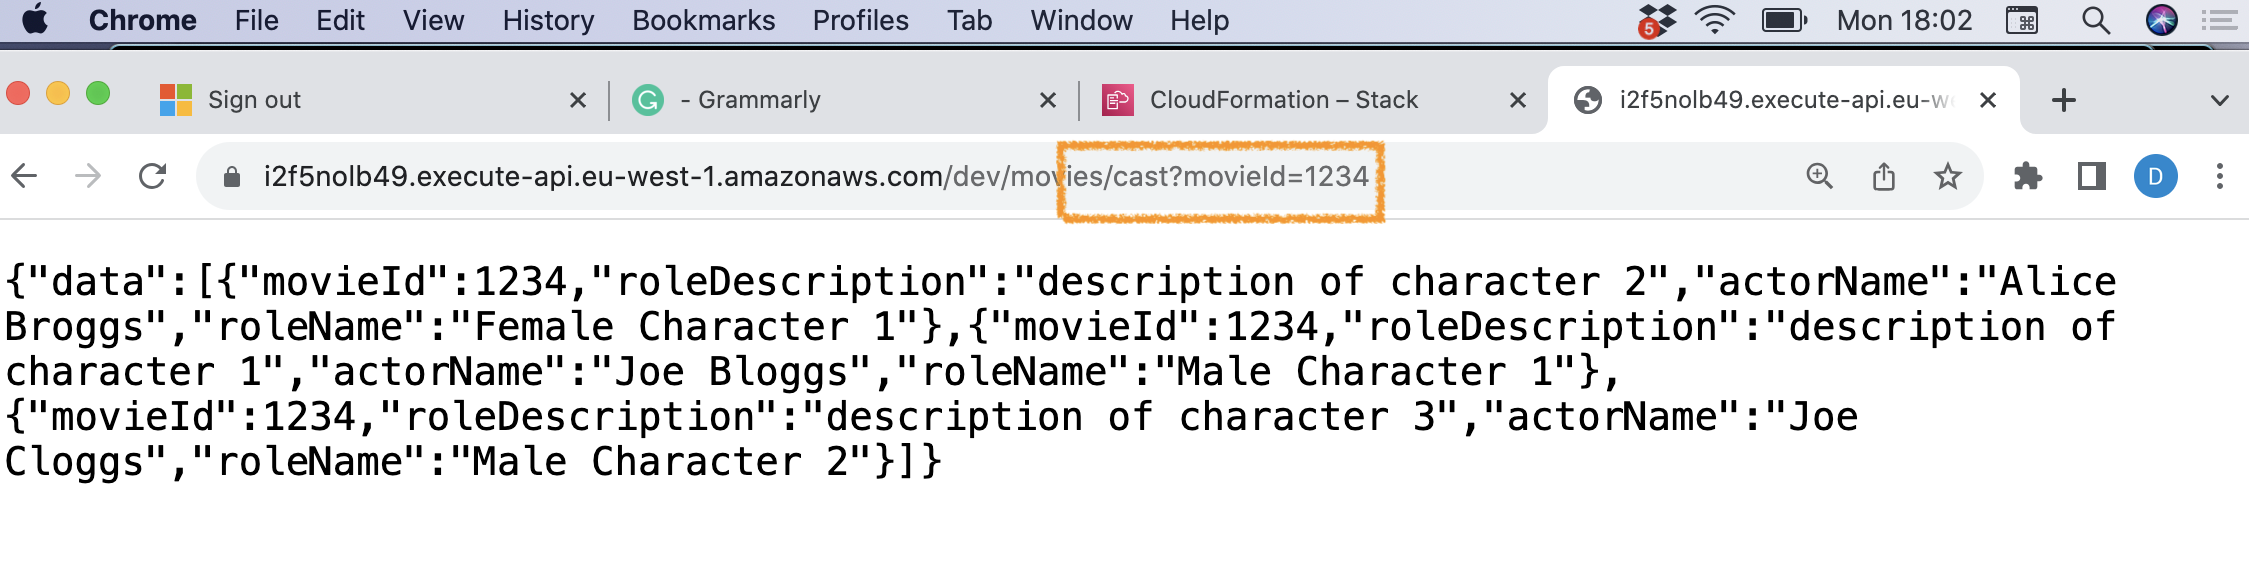 Chrome File Edit View History Bookmarks Profiles Tab Window Help 5 Mon 18:02
Sign out - Grammarly CloudFormation – Stack i2f5nolb49.execute-api.eu-w
i2f5nolb49.execute-api.eu-west-1.amazonaws.com/dev/movies/cast?movieId=1234 D
{"data":[{"movieId":1234,"roleDescription":"description of character 2","actorName":"Alice
Broggs","roleName":"Female Character 1"},{"movieId":1234,"roleDescription":"description of
character 1","actorName":"Joe Bloggs","roleName":"Male Character 1"},
{"movieId":1234,"roleDescription":"description of character 3","actorName":"Joe
Cloggs","roleName":"Male Character 2"}]}